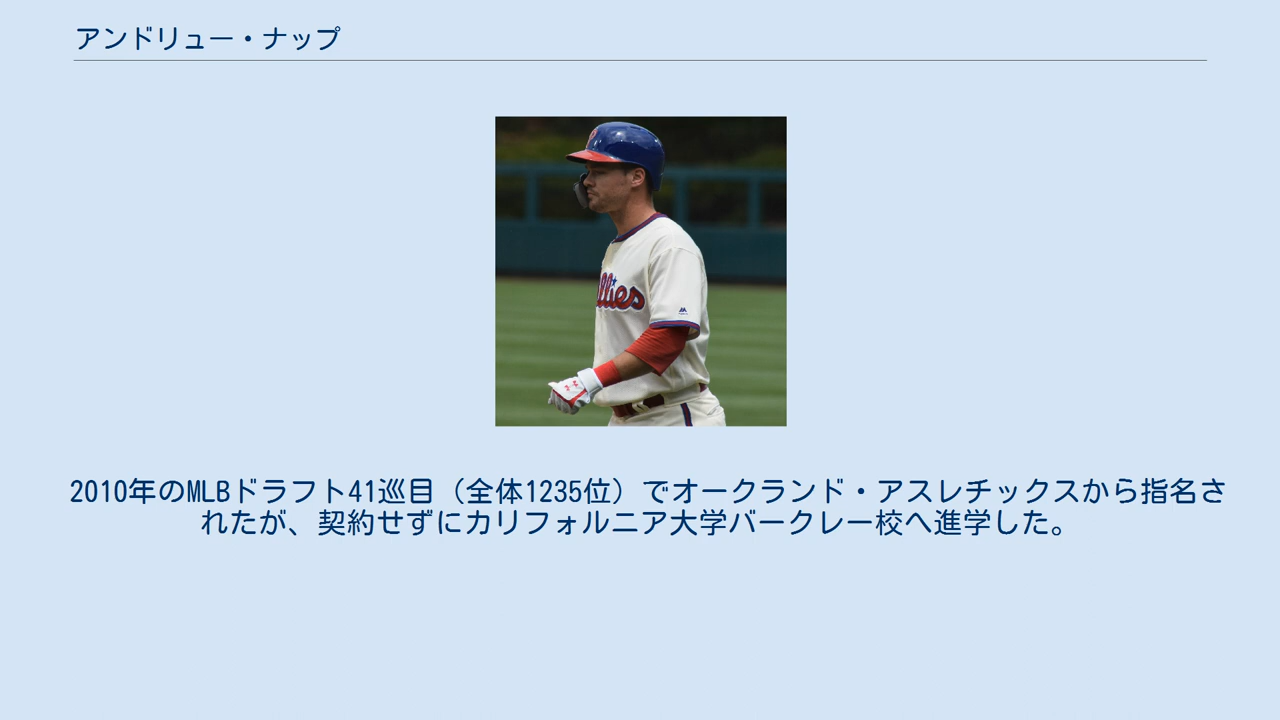 アンドリュー・ナップ
llies
2010年のMLBドラフト41巡目（全体1235位）でオークランド・アスレチックスから指名さ
れたが、契約せずにカリフォルニア大学バークレー校へ進学した。